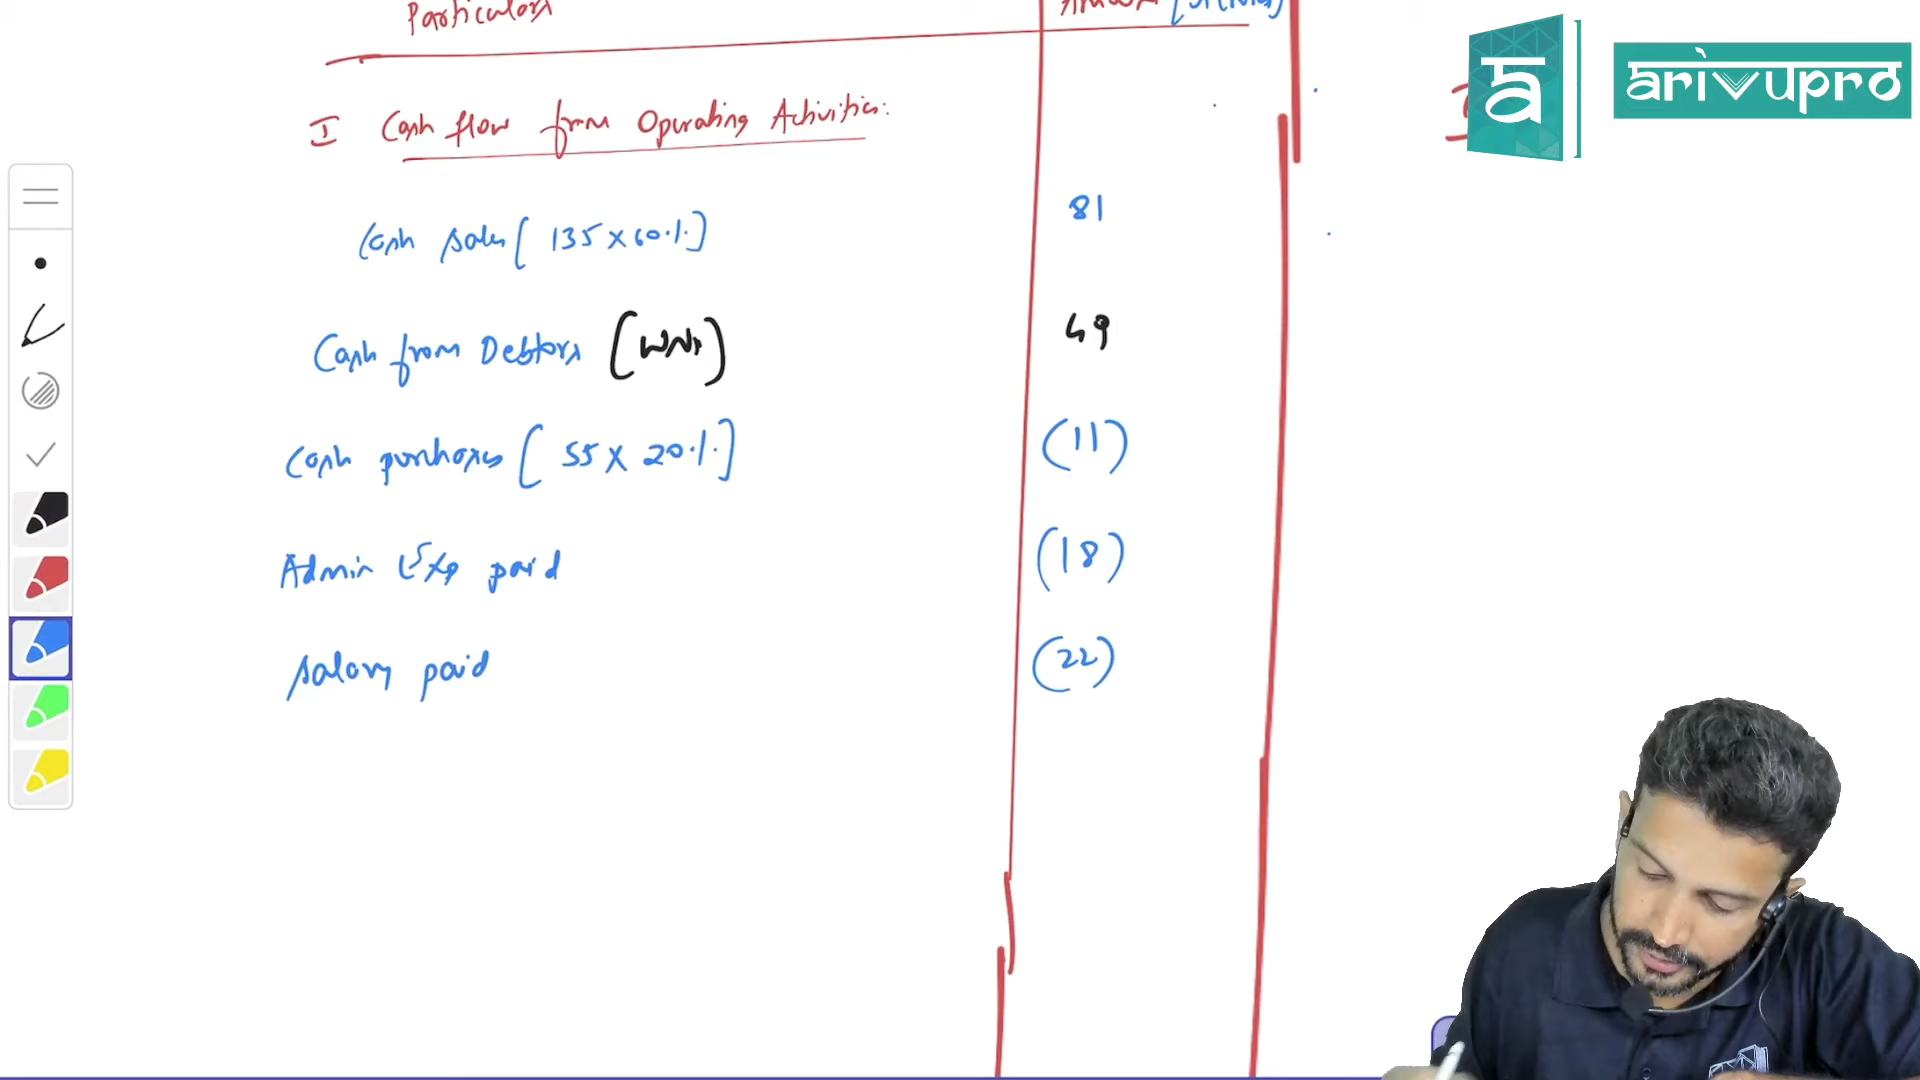 Particulars
I Cash flow from Operating Activities:
Cash sales [ 135 x 60.%.] 81
Cash from Debtors (WN1) 49
Cash purchases [ 55 x 20.%.] (11)
Admin Exp paid (18)
Salary paid (22)
ā
arivupro